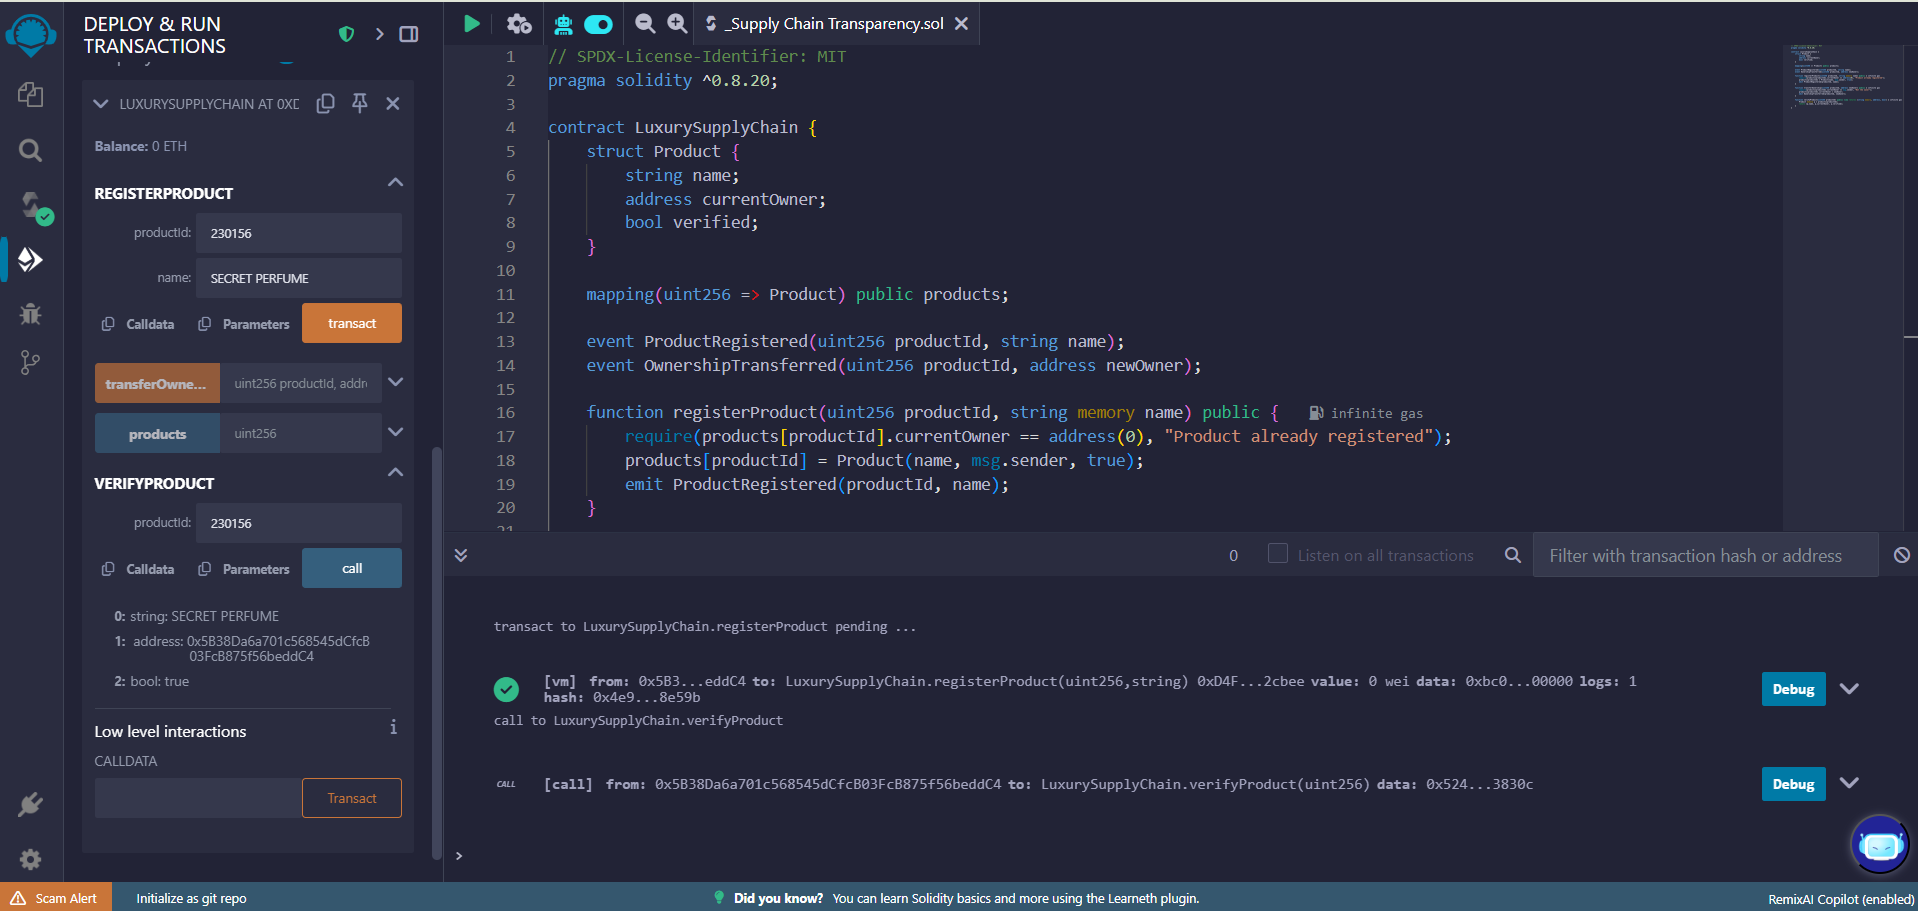 DEPLOY & RUN
TRANSACTIONS
LUXURYSUPPLYCHAIN AT 0XD
Balance: 0 ETH
REGISTERPRODUCT
productId: 230156
name: SECRET PERFUME
Calldata Parameters transact
transferOwne... uint256 productId, addr
products uint256
VERIFYPRODUCT
productId: 230156
Calldata Parameters call
0: string: SECRET PERFUME
1: address: 0x5B38Da6a701c568545dCfcB
03FcB875f56beddC4
2: bool: true
Low level interactions i
CALLDATA
Transact
_Supply Chain Transparency.sol
1 // SPDX-License-Identifier: MIT
2 pragma solidity ^0.8.20;
3
4 contract LuxurySupplyChain {
5 struct Product {
6 string name;
7 address currentOwner;
8 bool verified;
9 }
10
11 mapping(uint256 => Product) public products;
12
13 event ProductRegistered(uint256 productId, string name);
14 event OwnershipTransferred(uint256 productId, address newOwner);
15
16 function registerProduct(uint256 productId, string memory name) public { infinite gas
17 require(products[productId].currentOwner == address(0), "Product already registered");
18 products[productId] = Product(name, msg.sender, true);
19 emit ProductRegistered(productId, name);
20 }
21
0 Listen on all transactions Filter with transaction hash or address
transact to LuxurySupplyChain.registerProduct pending ...
[vm] from: 0x5B3...eddC4 to: LuxurySupplyChain.registerProduct(uint256,string) 0xD4F...2cbee value: 0 wei data: 0xbc0...00000 logs: 1
hash: 0x4e9...8e59b
Debug
call to LuxurySupplyChain.verifyProduct
CALL [call] from: 0x5B38Da6a701c568545dCfcB03FcB875f56beddC4 to: LuxurySupplyChain.verifyProduct(uint256) data: 0x524...3830c
Debug
>
Scam Alert Initialize as git repo Did you know? You can learn Solidity basics and more using the Learneth plugin. RemixAI Copilot (enabled)